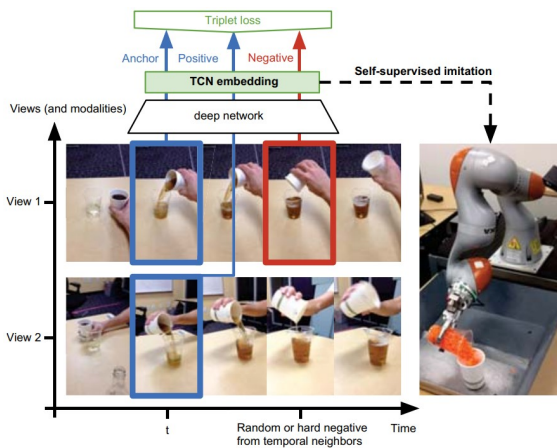 Triplet loss
Anchor Positive Negative
TCN embedding
Self-supervised imitation
Views (and modalities)
deep network
View 1
View 2
t
Random or hard negative
from temporal neighbors
Time